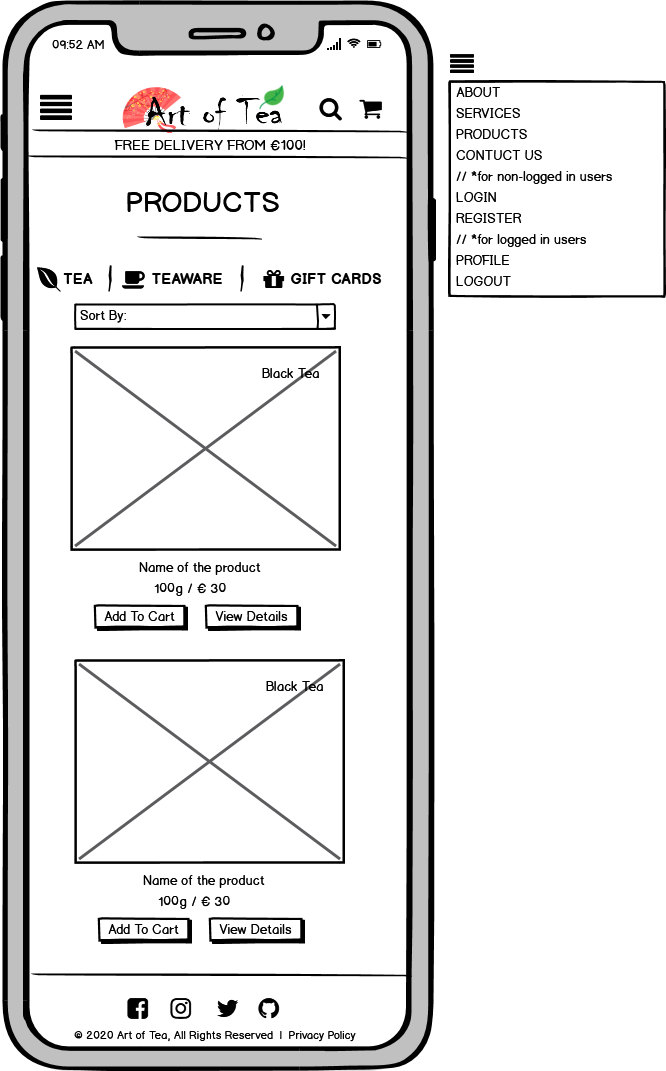 09:52 AM
Art of Tea
FREE DELIVERY FROM €100!
PRODUCTS
TEA
TEAWARE
GIFT CARDS
Sort By:
Black Tea
Name of the product
100g / € 30
Add To Cart
View Details
Black Tea
Name of the product
100g / € 30
Add To Cart
View Details
© 2020 Art of Tea, All Rights Reserved | Privacy Policy
ABOUT
SERVICES
PRODUCTS
CONTUCT US
// *for non-logged in users
LOGIN
REGISTER
// *for logged in users
PROFILE
LOGOUT